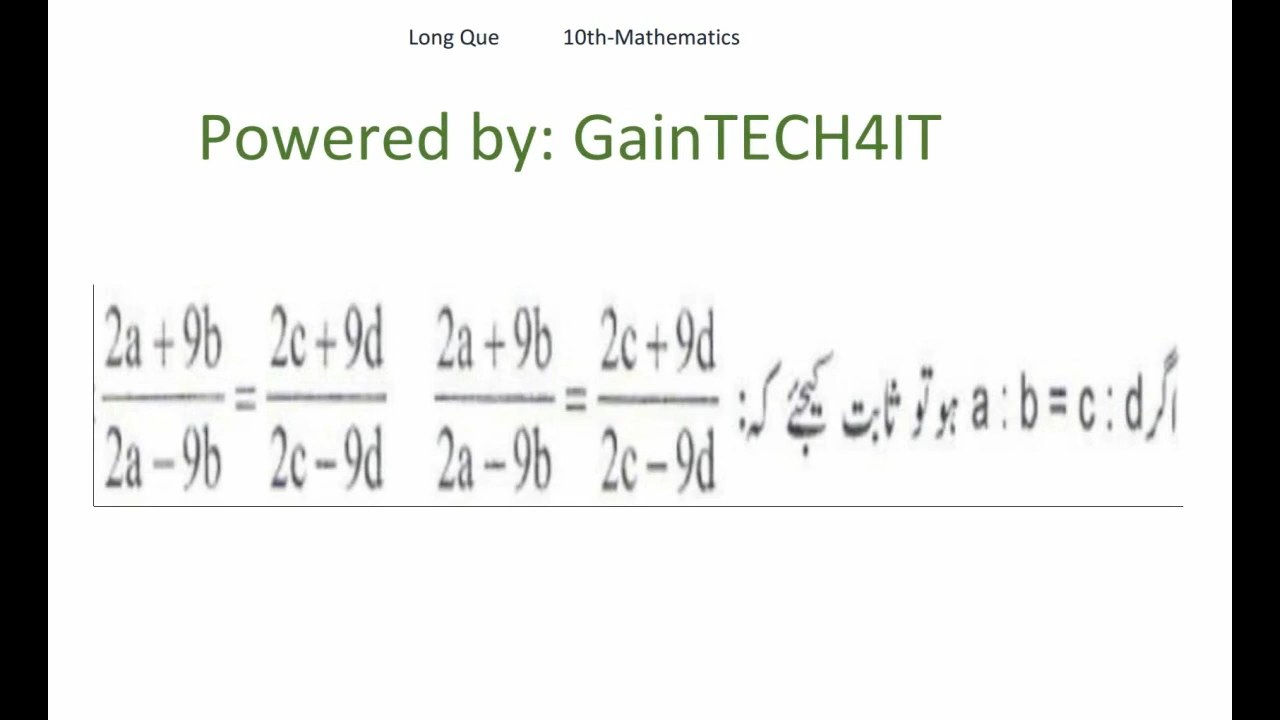 Long Que 10th-Mathematics
Powered by: GainTECH4IT
اگر a : b = c : d ہو تو ثابت کیجئے کہ: (2a + 9b)/(2a − 9b) = (2c + 9d)/(2c − 9d) (2a + 9b)/(2a − 9b) = (2c + 9d)/(2c − 9d)